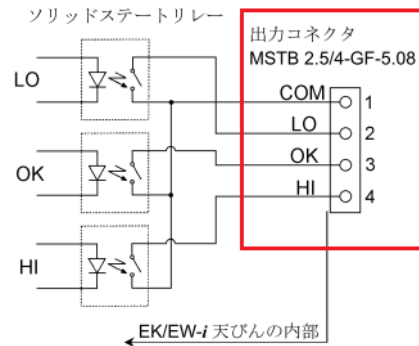 ソリッドステートリレー
出力コネクタ
MSTB 2.5/4-GF-5.08
LO
COM
1
LO
2
OK
OK
3
HI
4
HI
EK/EW-i 天びんの内部